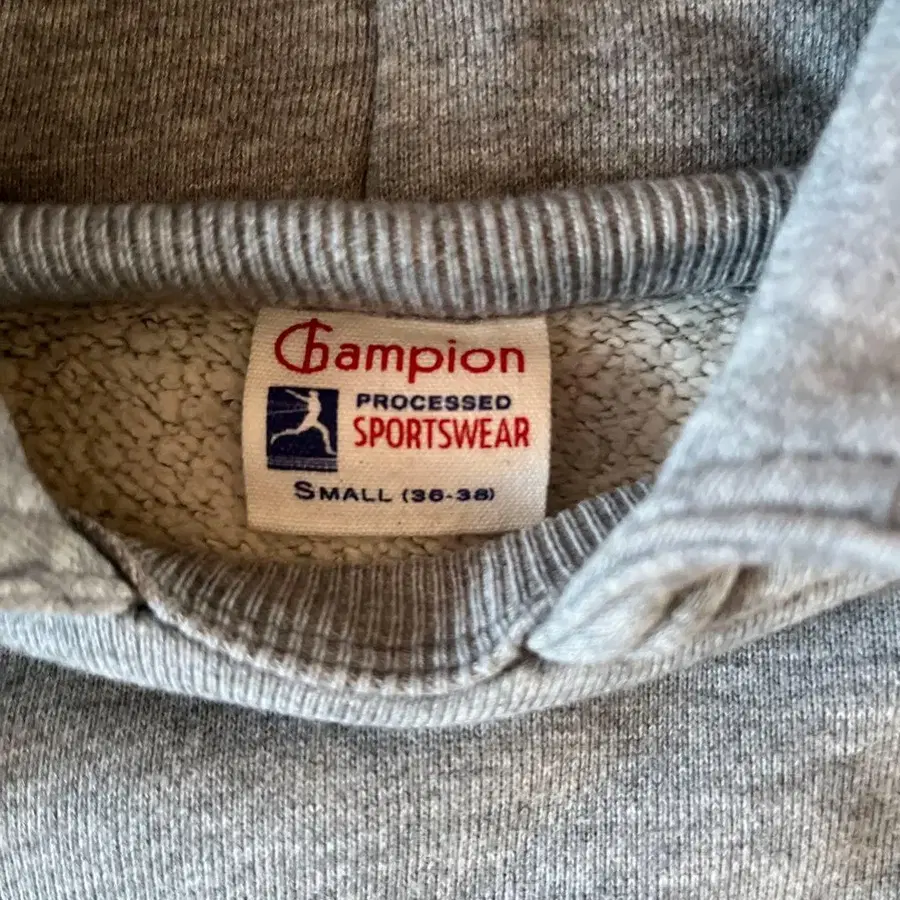 Champion
PROCESSED
SPORTSWEAR
SMALL (36-38)